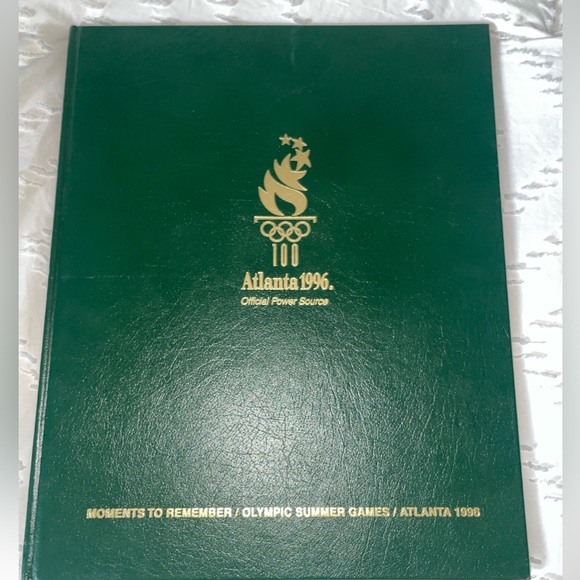 100
Atlanta 1996.
Official Power Source
MOMENTS TO REMEMBER / OLYMPIC SUMMER GAMES / ATLANTA 1996